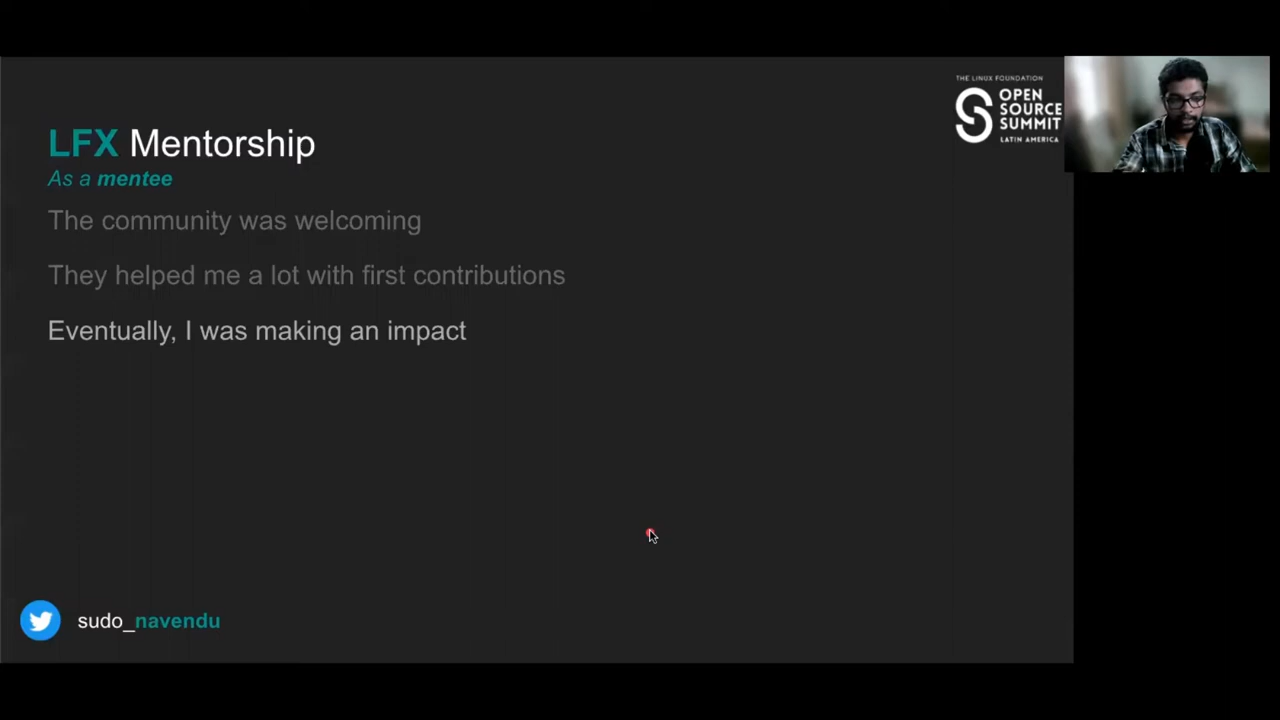 THE LINUX FOUNDATION
OPEN
SOURCE
SUMMIT
LATIN AMERICA
LFX Mentorship
As a mentee
The community was welcoming
They helped me a lot with first contributions
Eventually, I was making an impact
sudo_navendu